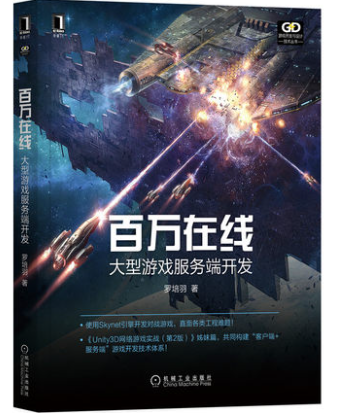 百万在线
大型游戏服务端开发
罗培羽 著
百万在线
大型游戏服务端开发
罗培羽 著
• 使用Skynet引擎开发对战游戏，直面各类工程难题！
• 《Unity3D网络游戏实战（第2版）》姊妹篇，共同构建“客户端+
服务端”游戏开发技术体系！
机械工业出版社
CHINA MACHINE PRESS